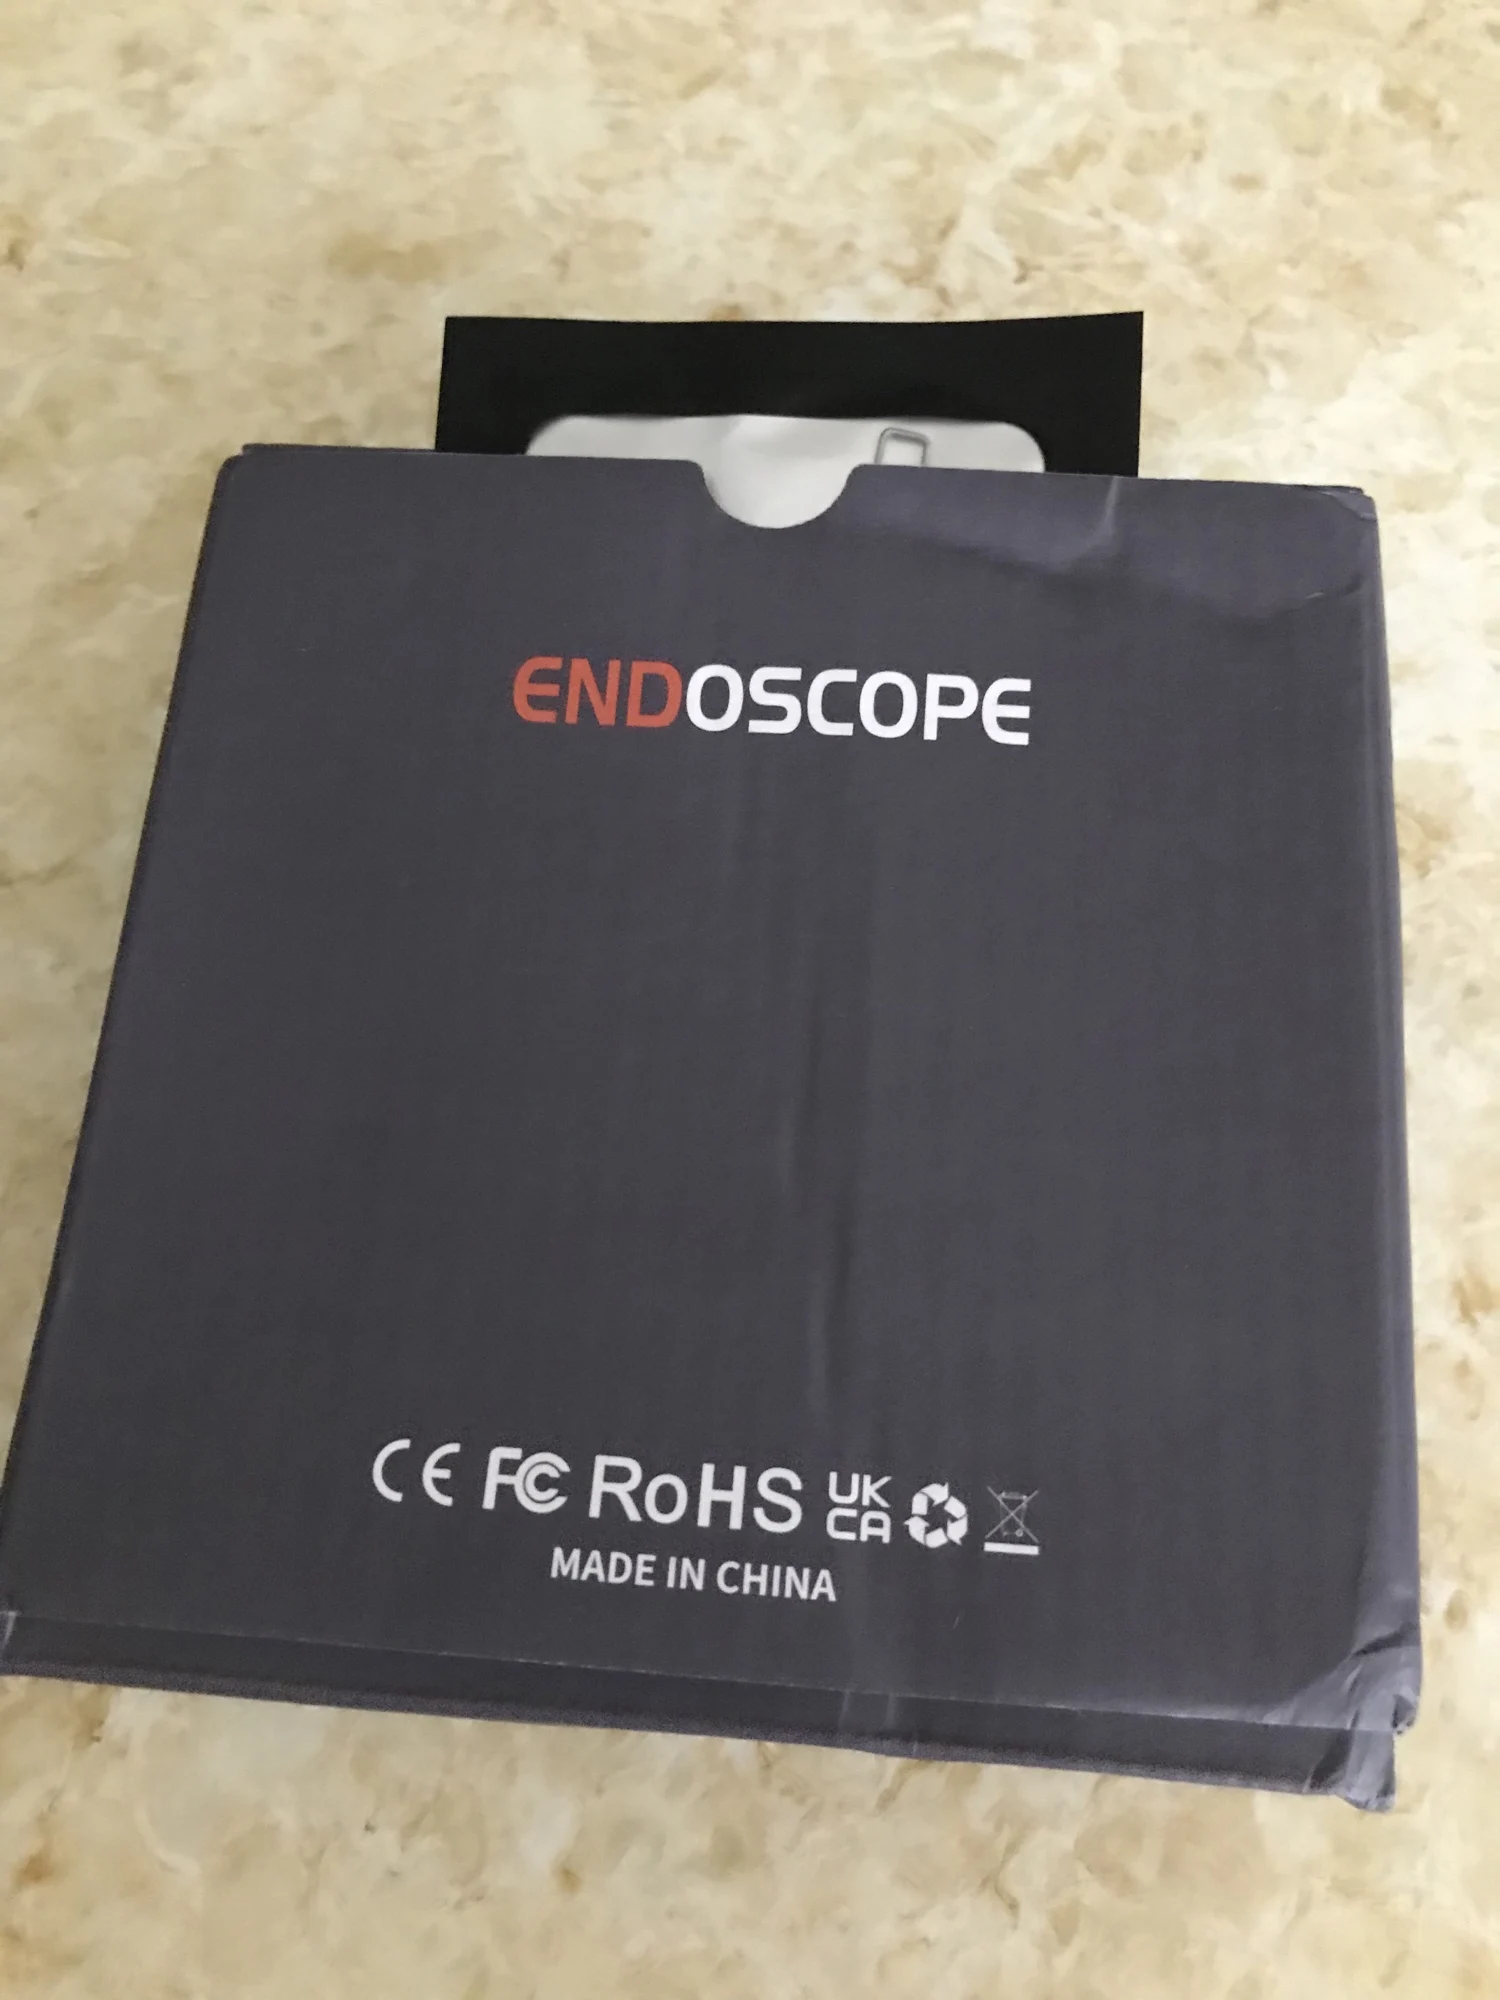 ENDOSCOPE
CE FC RoHS UK CA
MADE IN CHINA